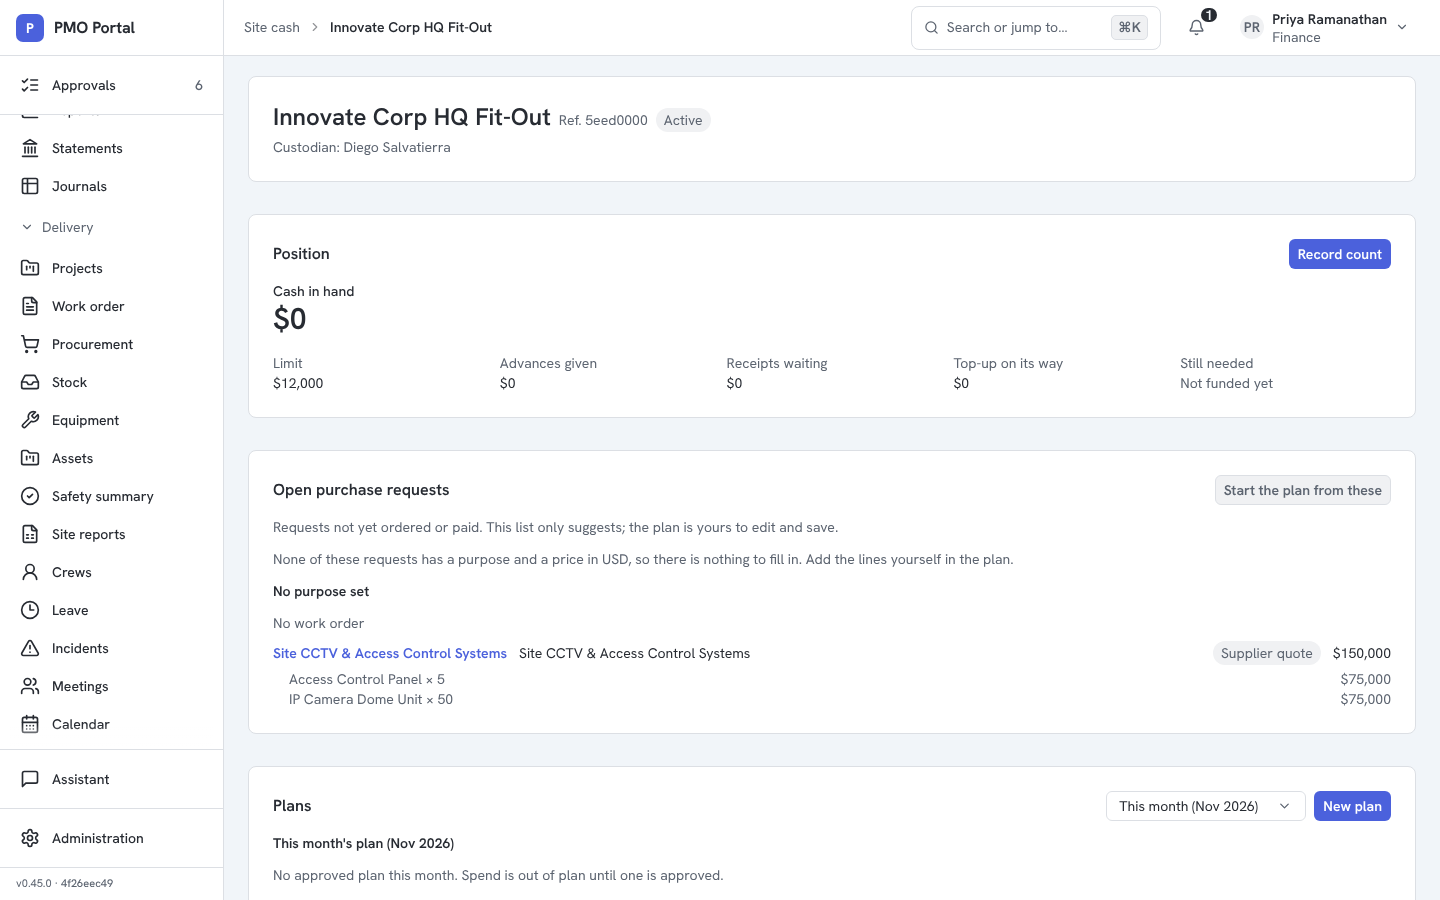 P PMO Portal
Site cash > Innovate Corp HQ Fit-Out
Search or jump to... ⌘K
1
PR Priya Ramanathan
Finance
Approvals 6
Statements
Journals
Delivery
Projects
Work order
Procurement
Stock
Equipment
Assets
Safety summary
Site reports
Crews
Leave
Incidents
Meetings
Calendar
Assistant
Administration
v0.45.0 · 4f26eec49
Innovate Corp HQ Fit-Out Ref. 5eed0000 Active
Custodian: Diego Salvatierra
Position Record count
Cash in hand
$0
Limit Advances given Receipts waiting Top-up on its way Still needed
$12,000 $0 $0 $0 Not funded yet
Open purchase requests Start the plan from these
Requests not yet ordered or paid. This list only suggests; the plan is yours to edit and save.
None of these requests has a purpose and a price in USD, so there is nothing to fill in. Add the lines yourself in the plan.
No purpose set
No work order
Site CCTV & Access Control Systems Site CCTV & Access Control Systems Supplier quote $150,000
Access Control Panel × 5 $75,000
IP Camera Dome Unit × 50 $75,000
Plans This month (Nov 2026) New plan
This month's plan (Nov 2026)
No approved plan this month. Spend is out of plan until one is approved.